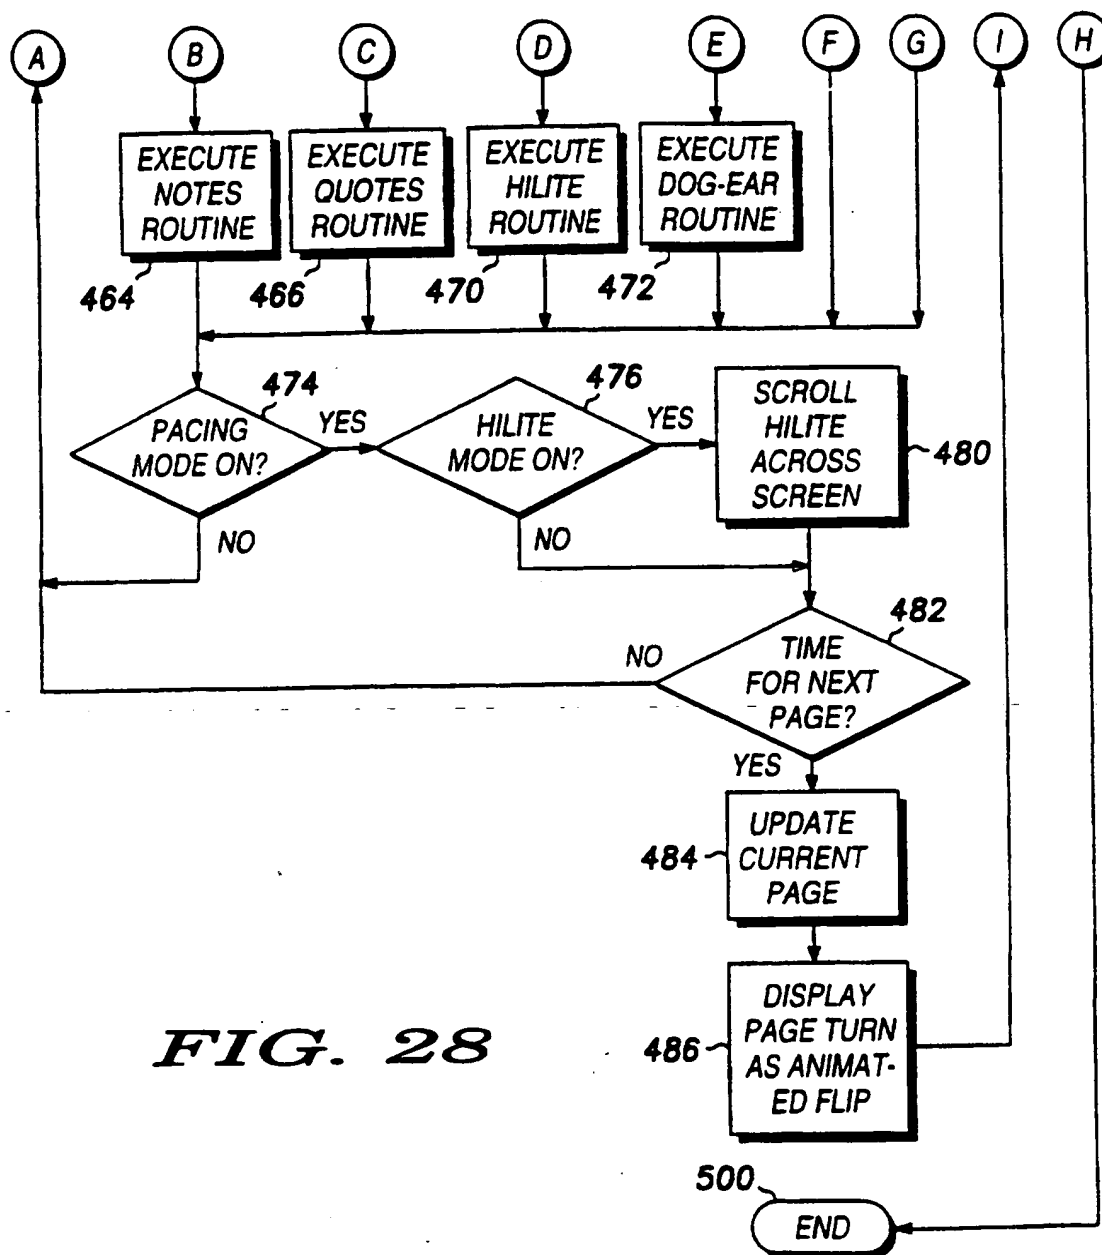 A B C D E F G I H
EXECUTE
NOTES
ROUTINE
464
EXECUTE
QUOTES
ROUTINE
466
EXECUTE
HILITE
ROUTINE
470
EXECUTE
DOG-EAR
ROUTINE
472
PACING
MODE ON?
474
YES
NO
HILITE
MODE ON?
476
YES
NO
SCROLL
HILITE
ACROSS
SCREEN
480
TIME
FOR NEXT
PAGE?
482
NO
YES
UPDATE
CURRENT
PAGE
484
DISPLAY
PAGE TURN
AS ANIMAT-
ED FLIP
486
FIG. 28
500
END